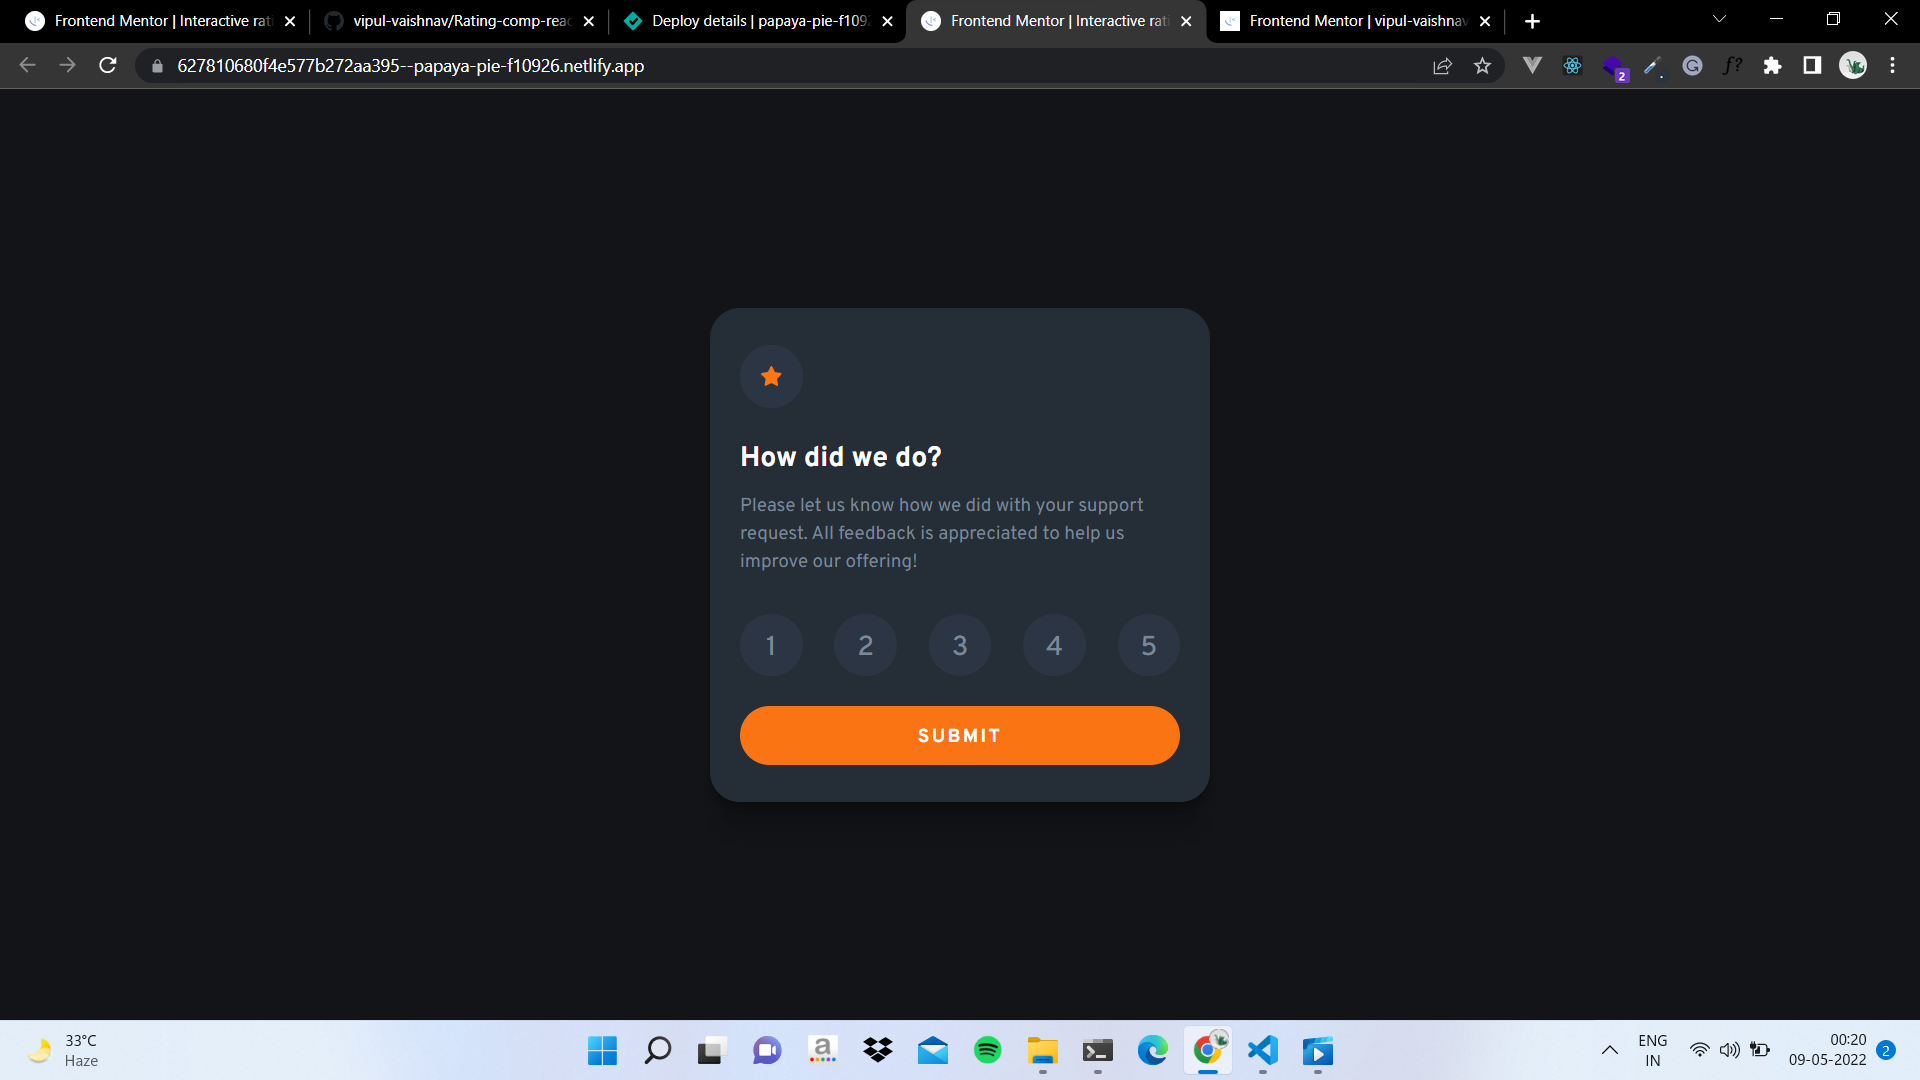 Frontend Mentor | Interactive rati
vipul-vaishnav/Rating-comp-reac
Deploy details | papaya-pie-f1092
Frontend Mentor | Interactive rati
Frontend Mentor | vipul-vaishnav
627810680f4e577b272aa395--papaya-pie-f10926.netlify.app
2
f?
How did we do?
Please let us know how we did with your support
request. All feedback is appreciated to help us
improve our offering!
1 2 3 4 5
SUBMIT
33°C
Haze
a
ENG
IN
00:20
09-05-2022
2